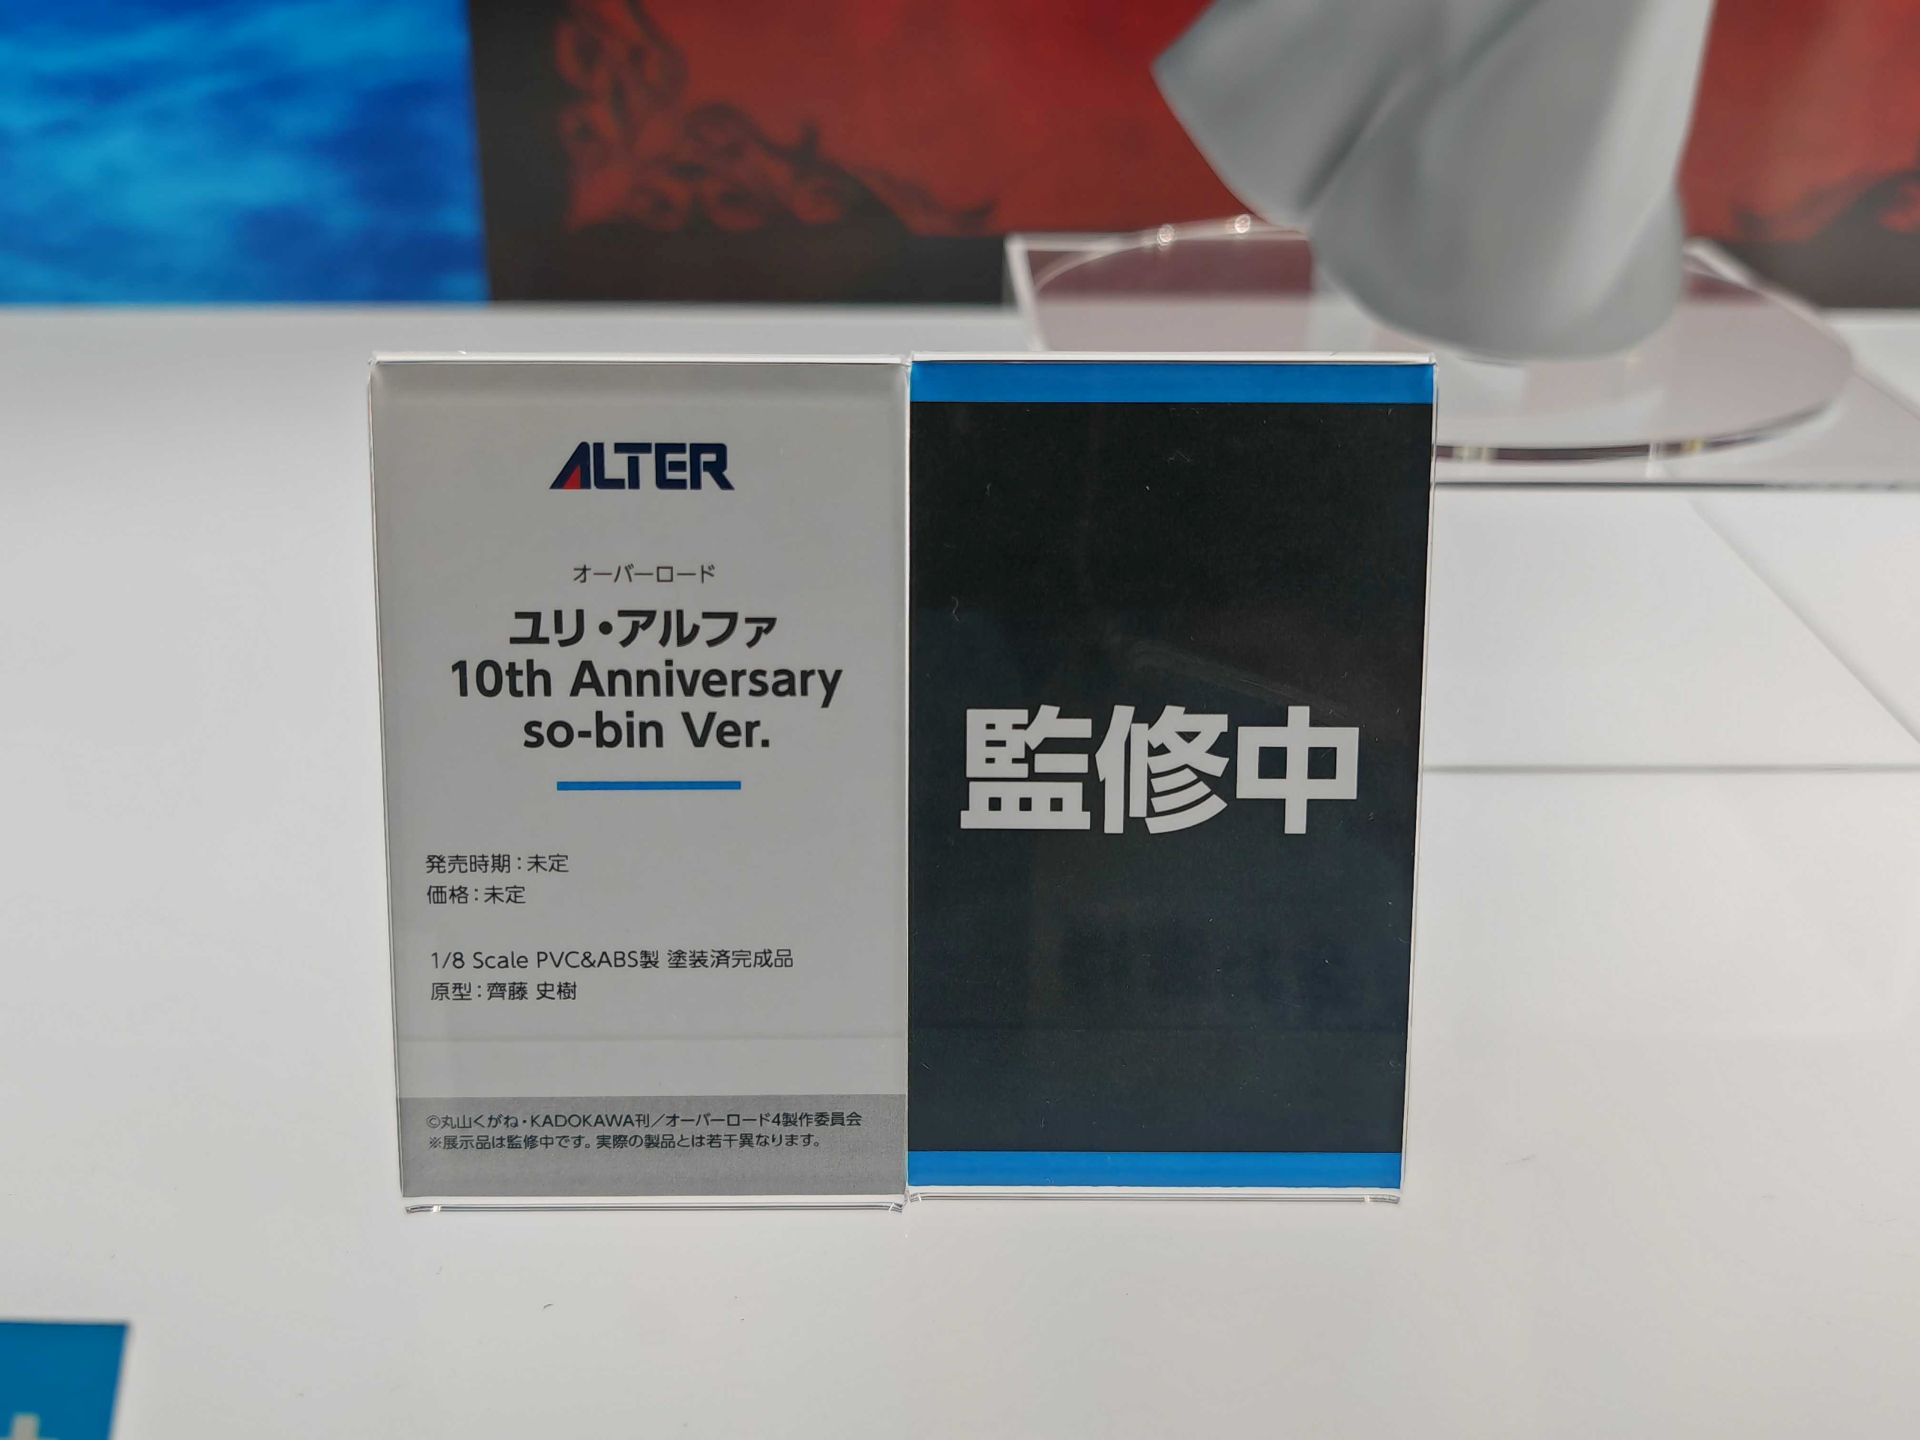 ALTER
オーバーロード
ユリ・アルファ
10th Anniversary
so-bin Ver.
発売時期：未定
価格：未定
1/8 Scale PVC&ABS製 塗装済完成品
原型：齊藤 史樹
©丸山くがね・KADOKAWA刊／オーバーロード4製作委員会
※展示品は監修中です。実際の製品とは若干異なります。
監修中